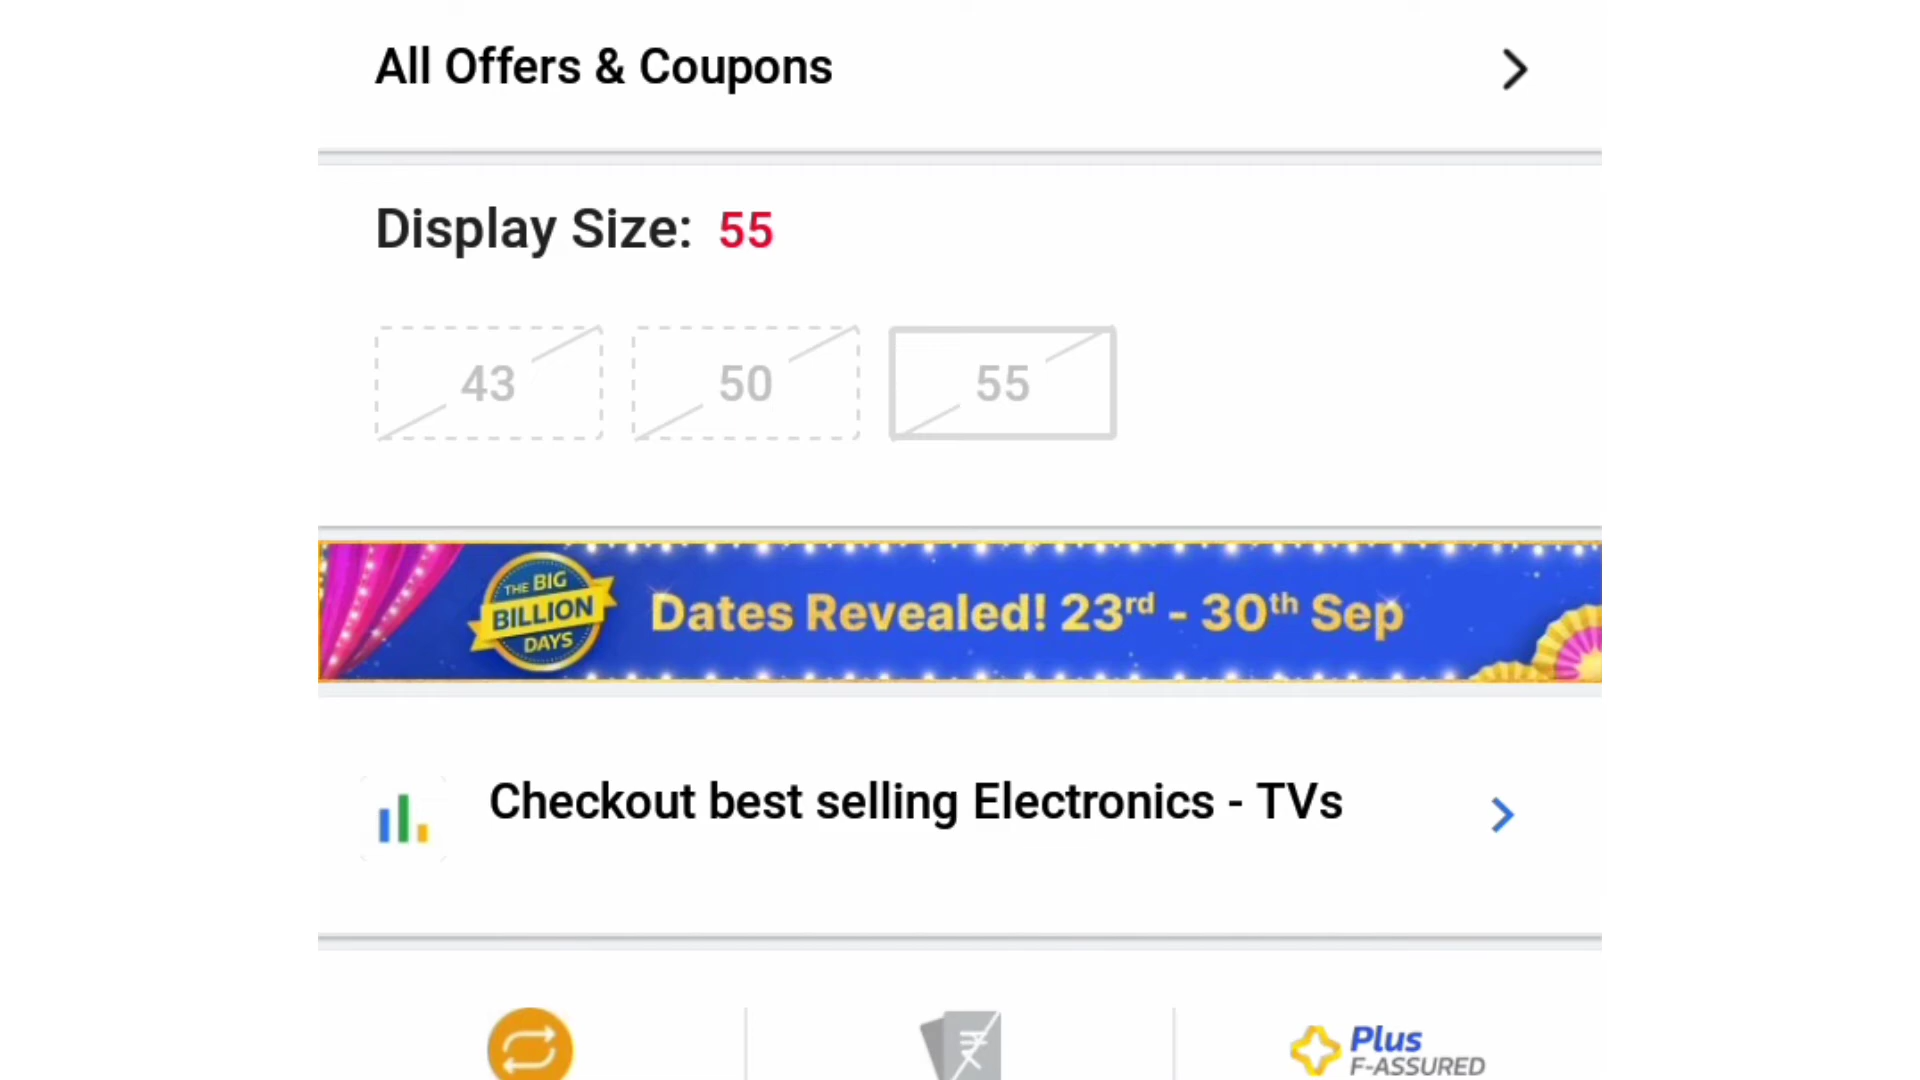 All Offers & Coupons
Display Size: 55
43 50 55
THE BIG
BILLION
DAYS
Dates Revealed! 23rd - 30th Sep
Checkout best selling Electronics - TVs
₹
Plus
F-ASSURED